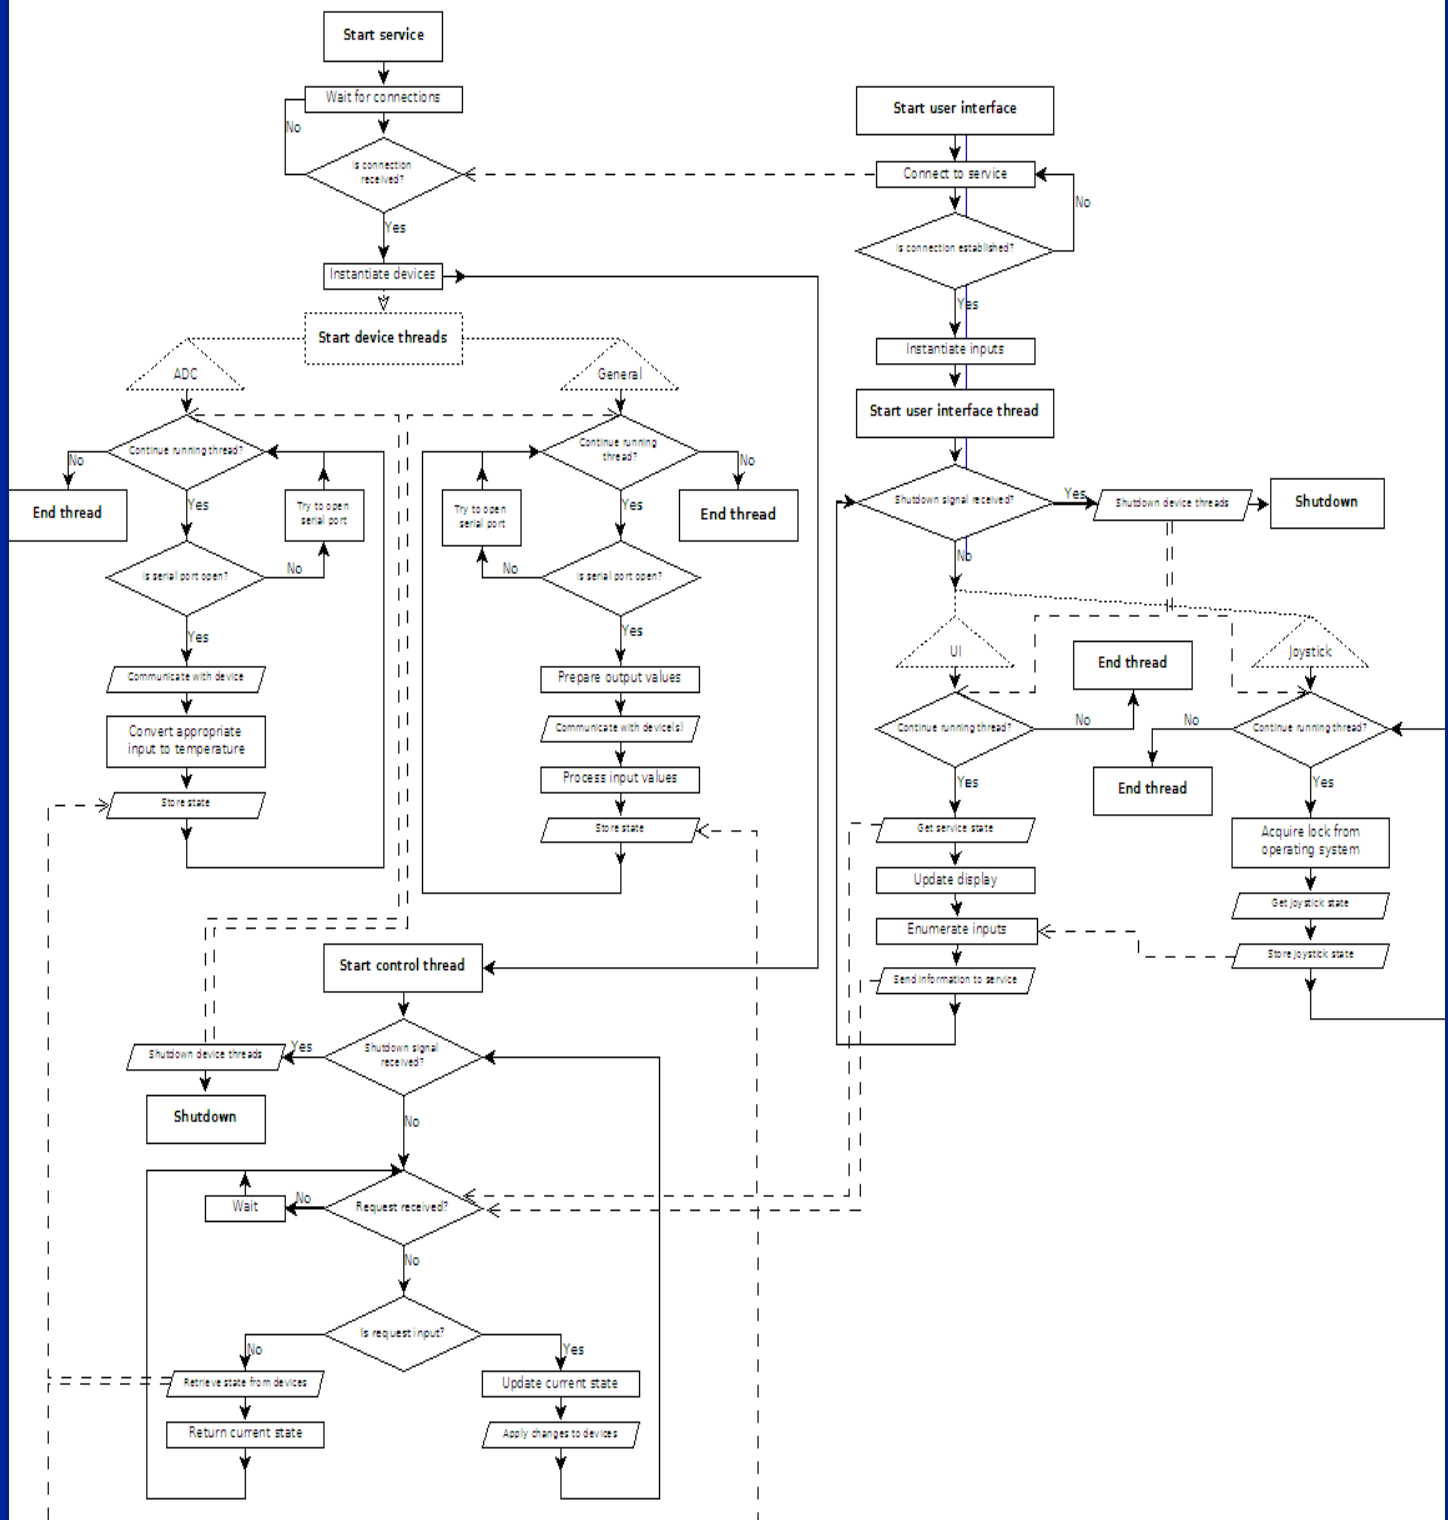 Start service
Wait for connections
No
Is connection
received?
Yes
Instantiate devices
Start device threads
ADC
Continue running thread?
No
End thread
Yes
Try to open
serial port
No
Is serial port open?
Yes
Communicate with device
Convert appropriate
input to temperature
Store state
General
Continue running
thread?
No
End thread
Yes
Try to open
serial port
No
Is serial port open?
Yes
Prepare output values
Communicate with device(s)
Process input values
Store state
Start control thread
Shutdown signal
received?
Yes
Shutdown device threads
Shutdown
No
Request received?
No
Wait
No
Is request input?
No
Retrieve state from devices
Return current state
Yes
Update current state
Apply changes to devices
Start user interface
Connect to service
No
Is connection established?
Yes
Instantiate inputs
Start user interface thread
Shutdown signal received?
Yes
Shutdown device threads
Shutdown
No
UI
Continue running thread?
No
End thread
Yes
Get service state
Update display
Enumerate inputs
Send information to service
Joystick
Continue running thread?
No
End thread
Yes
Acquire lock from
operating system
Get joystick state
Store joystick state